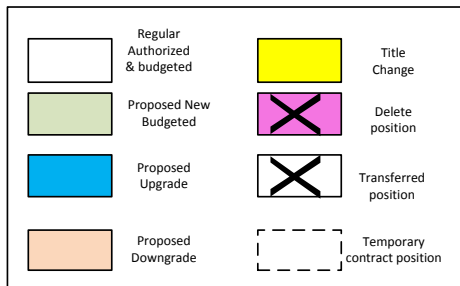 Regular
Authorized
& budgeted
Title
Change
Proposed New
Budgeted
Delete
position
Proposed
Upgrade
Transferred
position
Proposed
Downgrade
Temporary
contract position